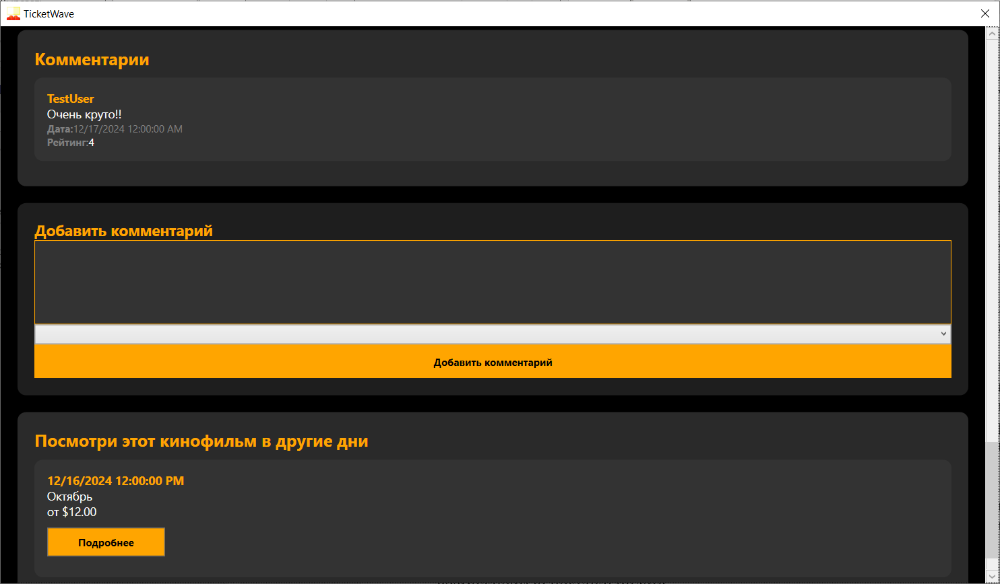 TicketWave
Комментарии
TestUser
Очень круто!!
Дата:12/17/2024 12:00:00 AM
Рейтинг:4
Добавить комментарий
Добавить комментарий
Посмотри этот кинофильм в другие дни
12/16/2024 12:00:00 PM
Октябрь
от $12.00
Подробнее